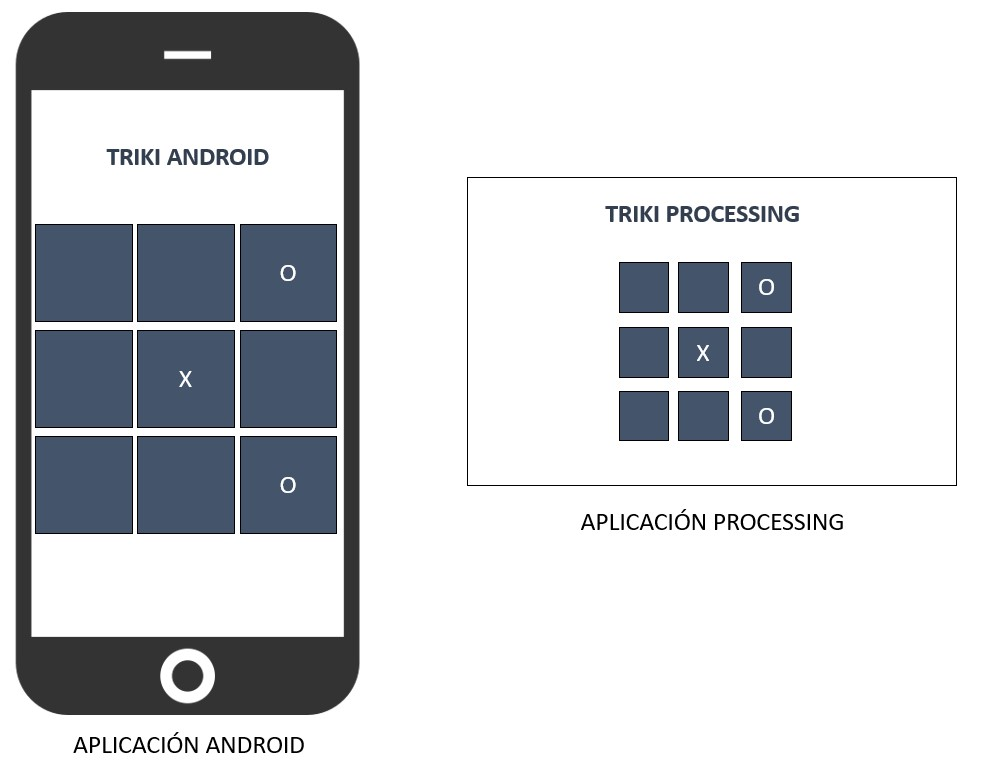 TRIKI ANDROID
O
X
O
APLICACIÓN ANDROID
TRIKI PROCESSING
O
X
O
APLICACIÓN PROCESSING